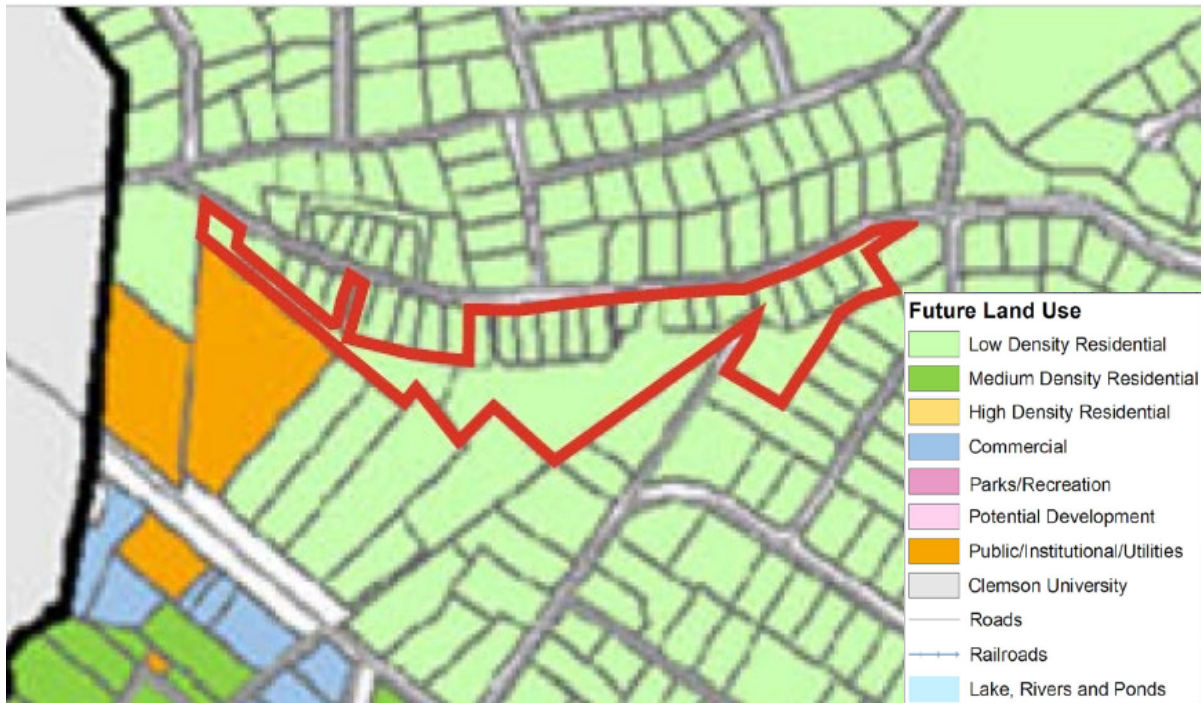 Future Land Use
Low Density Residential
Medium Density Residential
High Density Residential
Commercial
Parks/Recreation
Potential Development
Public/Institutional/Utilities
Clemson University
Roads
Railroads
Lake, Rivers and Ponds